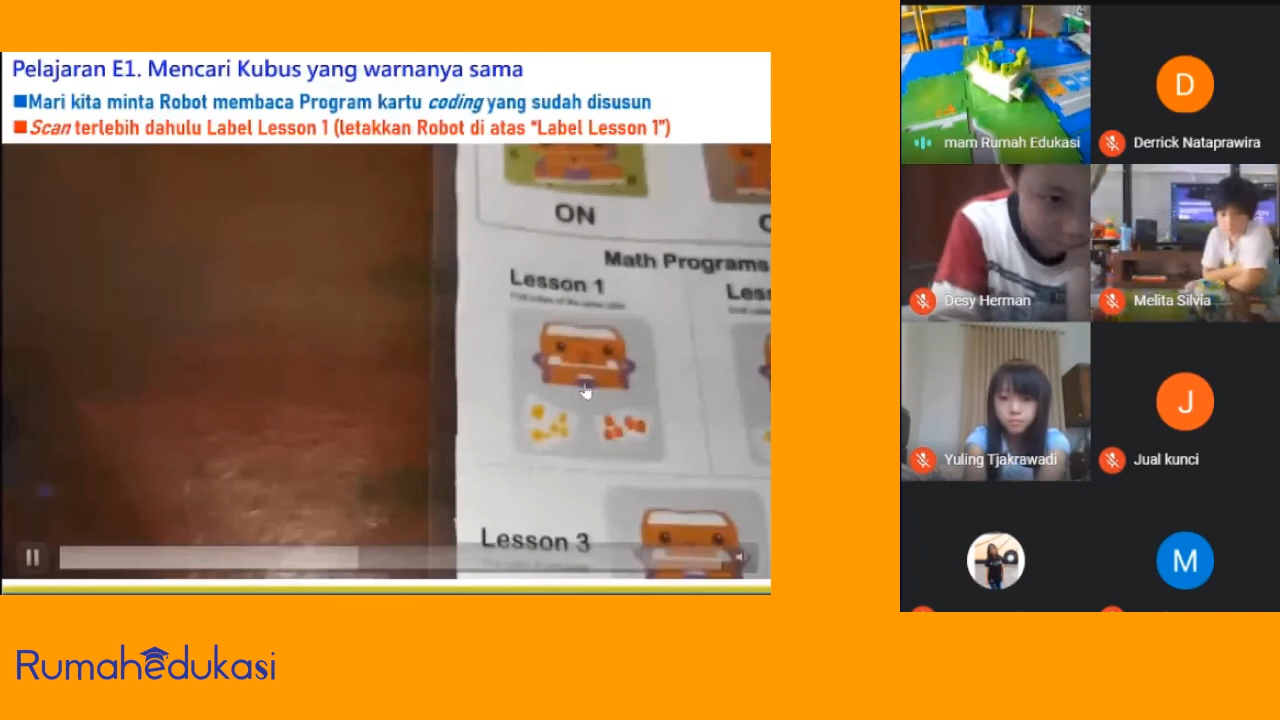 Pelajaran E1. Mencari Kubus yang warnanya sama
Mari kita minta Robot membaca Program kartu coding yang sudah disusun
Scan terlebih dahulu Label Lesson 1 (letakkan Robot di atas "Label Lesson 1")
ON
Math Programs
Lesson 1
Lesson 3
mam Rumah Edukasi
D
Derrick Nataprawira
Desy Herman
Melita Silvia
Yuling Tjakrawadi
J
Jual kunci
M
RumahEdukasi